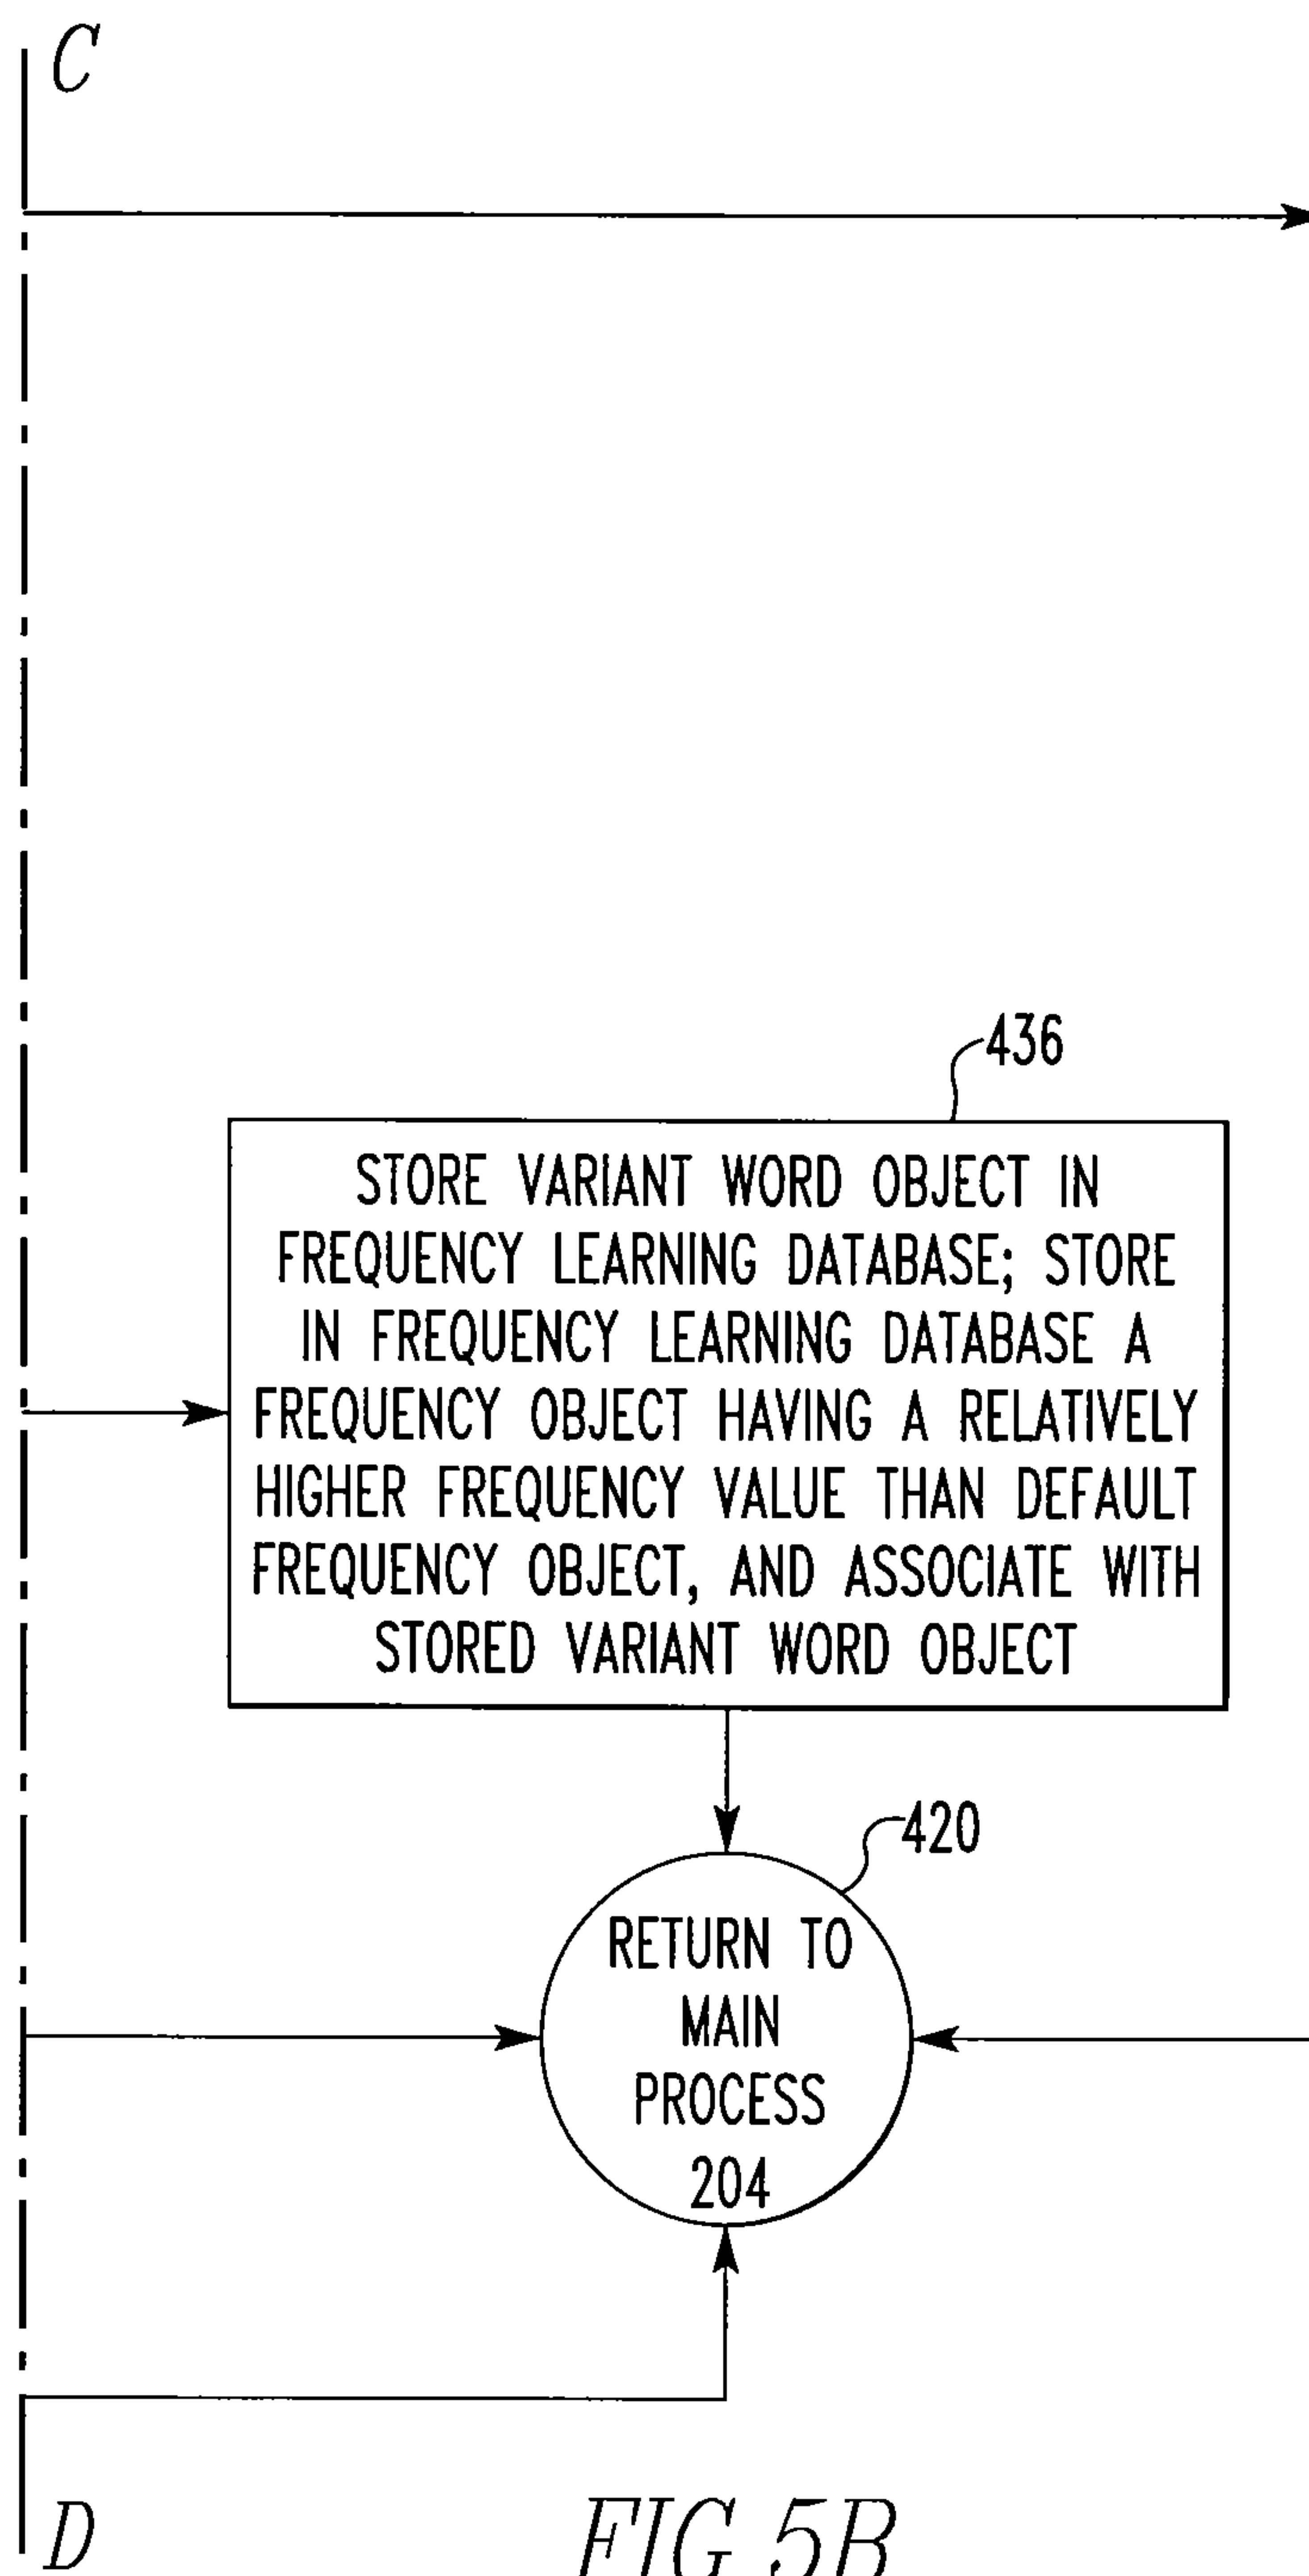 C
436
STORE VARIANT WORD OBJECT IN
FREQUENCY LEARNING DATABASE; STORE
IN FREQUENCY LEARNING DATABASE A
FREQUENCY OBJECT HAVING A RELATIVELY
HIGHER FREQUENCY VALUE THAN DEFAULT
FREQUENCY OBJECT, AND ASSOCIATE WITH
STORED VARIANT WORD OBJECT
420
RETURN TO
MAIN
PROCESS
204
D
FIG. 5B